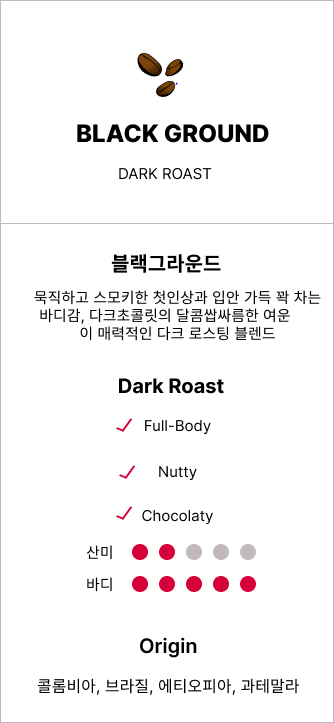 BLACK GROUND
DARK ROAST
블랙그라운드
묵직하고 스모키한 첫인상과 입안 가득 꽉 차는
바디감, 다크초콜릿의 달콤쌉싸름한 여운
이 매력적인 다크 로스팅 블렌드
Dark Roast
Full-Body
Nutty
Chocolaty
산미
바디
Origin
콜롬비아, 브라질, 에티오피아, 과테말라